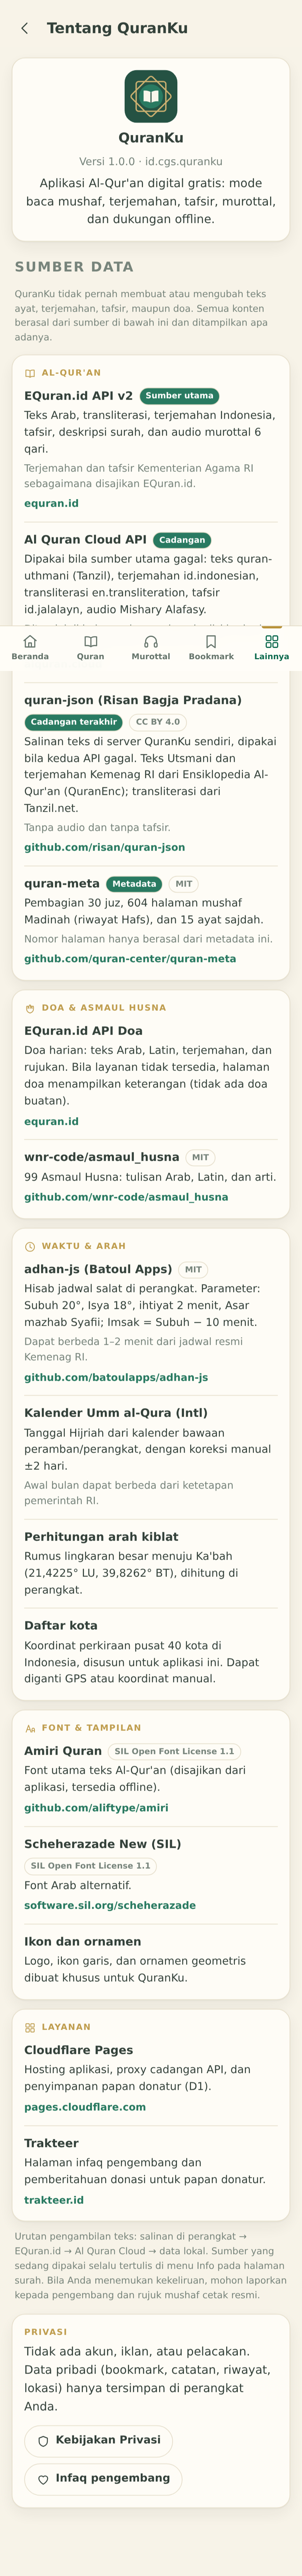 Tentang QuranKu
QuranKu
Versi 1.0.0 · id.cgs.quranku
Aplikasi Al-Qur'an digital gratis: mode
baca mushaf, terjemahan, tafsir, murottal,
dan dukungan offline.
SUMBER DATA
QuranKu tidak pernah membuat atau mengubah teks
ayat, terjemahan, tafsir, maupun doa. Semua konten
berasal dari sumber di bawah ini dan ditampilkan apa
adanya.
AL-QUR'AN
EQuran.id API v2 Sumber utama
Teks Arab, transliterasi, terjemahan Indonesia,
tafsir, deskripsi surah, dan audio murottal 6
qari.
Terjemahan dan tafsir Kementerian Agama RI
sebagaimana disajikan EQuran.id.
equran.id
Al Quran Cloud API Cadangan
Dipakai bila sumber utama gagal: teks quran-
uthmani (Tanzil), terjemahan id.indonesian,
transliterasi en.transliteration, tafsir
id.jalalayn, audio Mishary Alafasy.
Beranda Quran Murottal Bookmark Lainnya
quran-json (Risan Bagja Pradana)
Cadangan terakhir CC BY 4.0
Salinan teks di server QuranKu sendiri, dipakai
bila kedua API gagal. Teks Utsmani dan
terjemahan Kemenag RI dari Ensiklopedia Al-
Qur'an (QuranEnc); transliterasi dari
Tanzil.net.
Tanpa audio dan tanpa tafsir.
github.com/risan/quran-json
quran-meta Metadata MIT
Pembagian 30 juz, 604 halaman mushaf
Madinah (riwayat Hafs), dan 15 ayat sajdah.
Nomor halaman hanya berasal dari metadata ini.
github.com/quran-center/quran-meta
DOA & ASMAUL HUSNA
EQuran.id API Doa
Doa harian: teks Arab, Latin, terjemahan, dan
rujukan. Bila layanan tidak tersedia, halaman
doa menampilkan keterangan (tidak ada doa
buatan).
equran.id
wnr-code/asmaul_husna MIT
99 Asmaul Husna: tulisan Arab, Latin, dan arti.
github.com/wnr-code/asmaul_husna
WAKTU & ARAH
adhan-js (Batoul Apps) MIT
Hisab jadwal salat di perangkat. Parameter:
Subuh 20°, Isya 18°, ihtiyat 2 menit, Asar
mazhab Syafii; Imsak = Subuh − 10 menit.
Dapat berbeda 1–2 menit dari jadwal resmi
Kemenag RI.
github.com/batoulapps/adhan-js
Kalender Umm al-Qura (Intl)
Tanggal Hijriah dari kalender bawaan
peramban/perangkat, dengan koreksi manual
±2 hari.
Awal bulan dapat berbeda dari ketetapan
pemerintah RI.
Perhitungan arah kiblat
Rumus lingkaran besar menuju Ka'bah
(21,4225° LU, 39,8262° BT), dihitung di
perangkat.
Daftar kota
Koordinat perkiraan pusat 40 kota di
Indonesia, disusun untuk aplikasi ini. Dapat
diganti GPS atau koordinat manual.
FONT & TAMPILAN
Amiri Quran SIL Open Font License 1.1
Font utama teks Al-Qur'an (disajikan dari
aplikasi, tersedia offline).
github.com/aliftype/amiri
Scheherazade New (SIL)
SIL Open Font License 1.1
Font Arab alternatif.
software.sil.org/scheherazade
Ikon dan ornamen
Logo, ikon garis, dan ornamen geometris
dibuat khusus untuk QuranKu.
LAYANAN
Cloudflare Pages
Hosting aplikasi, proxy cadangan API, dan
penyimpanan papan donatur (D1).
pages.cloudflare.com
Trakteer
Halaman infaq pengembang dan
pemberitahuan donasi untuk papan donatur.
trakteer.id
Urutan pengambilan teks: salinan di perangkat →
EQuran.id → Al Quran Cloud → data lokal. Sumber yang
sedang dipakai selalu tertulis di menu Info pada halaman
surah. Bila Anda menemukan kekeliruan, mohon laporkan
kepada pengembang dan rujuk mushaf cetak resmi.
PRIVASI
Tidak ada akun, iklan, atau pelacakan.
Data pribadi (bookmark, catatan, riwayat,
lokasi) hanya tersimpan di perangkat
Anda.
Kebijakan Privasi
Infaq pengembang